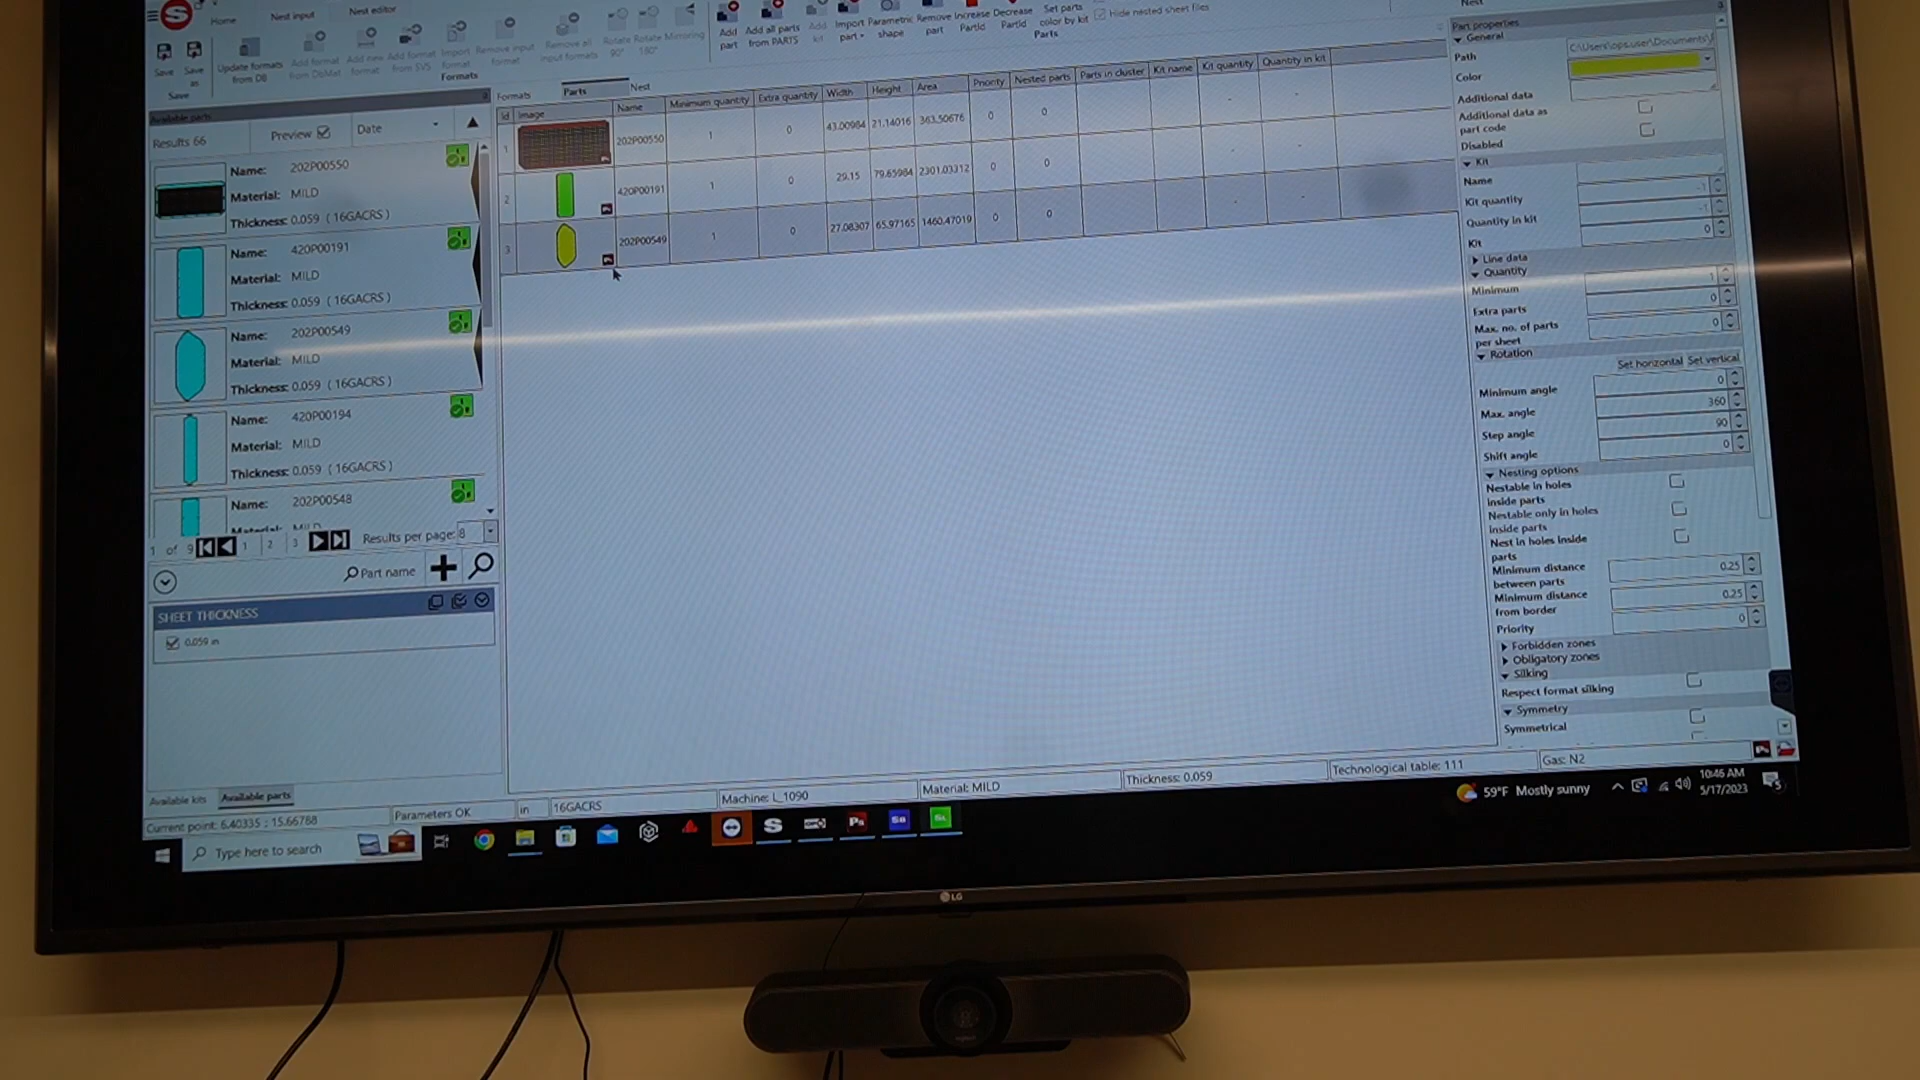 Home
Nest input
Nest editor
Save
Save as
Save
Update formats from DB
Add format from DbMat
Add new format
Add format from SVS
Import format
Remove input format
Remove all input formats
Rotate 90°
Rotate 180°
Mirroring
Formats
Add part
Add all parts from PARTS
Add kit
Import part
Parametric shape
Remove part
Increase PartId
Decrease PartId
Set parts color by kit
Hide nested sheet files
Parts
Nest
Available parts
Results 66
Preview
Date
Name: 202P00550
Material: MILD
Thickness: 0.059 ( 16GACRS )
Name: 420P00191
Material: MILD
Thickness: 0.059 ( 16GACRS )
Name: 202P00549
Material: MILD
Thickness: 0.059 ( 16GACRS )
Name: 420P00194
Material: MILD
Thickness: 0.059 ( 16GACRS )
Name: 202P00548
Material: MILD
1 of 9 1 2 3 Results per page: 8
Part name
SHEET THICKNESS
0.059 in
Available kits Available parts
Current point: 6.40335 ; 15.66788
Formats Parts Nest
Id Image Name Minimum quantity Extra quantity Width Height Area Priority Nested parts Parts in cluster Kit name Kit quantity Quantity in kit
1 202P00550 1 0 43.00984 21.14016 363.50676 0 0 - -
2 420P00191 1 0 29.15 79.65984 2301.03312 0 0 - -
3 202P00549 1 0 27.08307 65.97165 1460.47019 0 0 - -
Part properties
General
Path C:\Users\ops.user\Documents\
Color
Additional data
Additional data as part code
Disabled
Kit
Name
Kit quantity -1
Quantity in kit -1
Kit 0
Line data
Quantity
Minimum 1
Extra parts 0
Max. no. of parts per sheet 0
Rotation
Set horizontal Set vertical
Minimum angle 0
Max. angle 360
Step angle 90
Shift angle 0
Nesting options
Nestable in holes inside parts
Nestable only in holes inside parts
Nest in holes inside parts
Minimum distance between parts 0.25
Minimum distance from border 0.25
Priority 0
Forbidden zones
Obligatory zones
Silking
Respect format silking
Symmetry
Symmetrical
Parameters OK in 16GACRS Machine: L_1090 Material: MILD Thickness: 0.059 Technological table: 111 Gas: N2
Type here to search
59°F Mostly sunny
10:46 AM
5/17/2023
LG